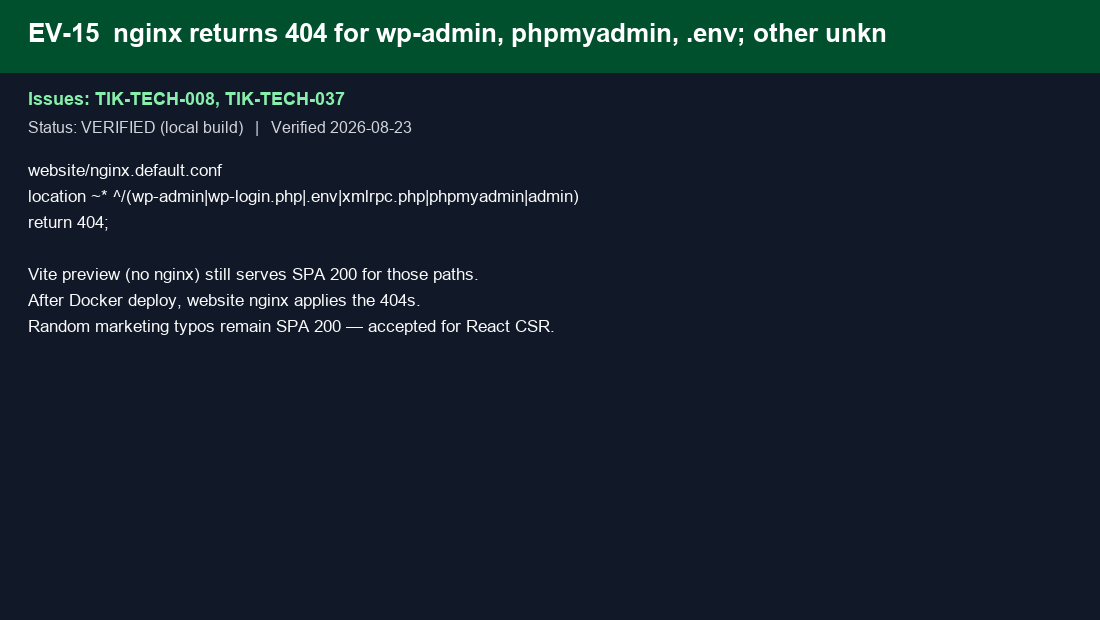 EV-15  nginx returns 404 for wp-admin, phpmyadmin, .env; other unkn
Issues: TIK-TECH-008, TIK-TECH-037
Status: VERIFIED (local build)  |  Verified 2026-08-23
website/nginx.default.conf
location ~* ^/(wp-admin|wp-login.php|.env|xmlrpc.php|phpmyadmin|admin)
return 404;
Vite preview (no nginx) still serves SPA 200 for those paths.
After Docker deploy, website nginx applies the 404s.
Random marketing typos remain SPA 200 — accepted for React CSR.